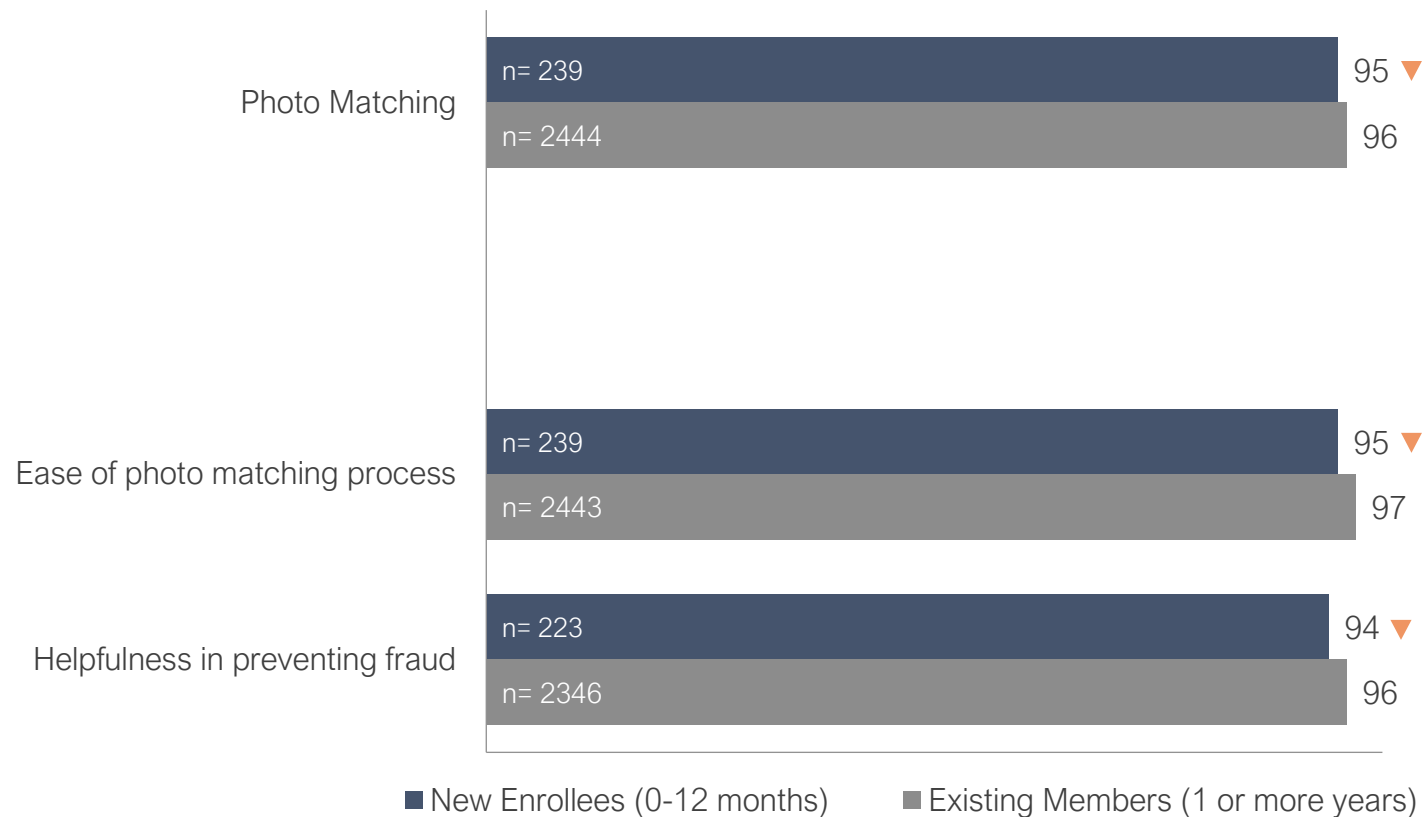 Photo Matching
n= 239
95 ▼
n= 2444
96
Ease of photo matching process
n= 239
95 ▼
n= 2443
97
Helpfulness in preventing fraud
n= 223
94 ▼
n= 2346
96
New Enrollees (0-12 months)
Existing Members (1 or more years)